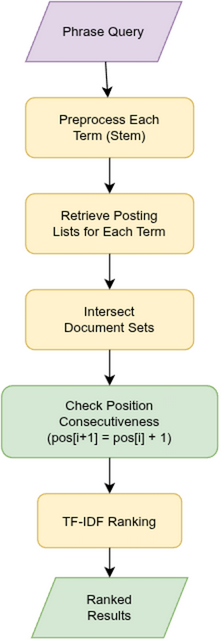 Phrase Query
Preprocess Each
Term (Stem)
Retrieve Posting
Lists for Each Term
Intersect
Document Sets
Check Position
Consecutiveness
(pos[i+1] = pos[i] + 1)
TF-IDF Ranking
Ranked
Results